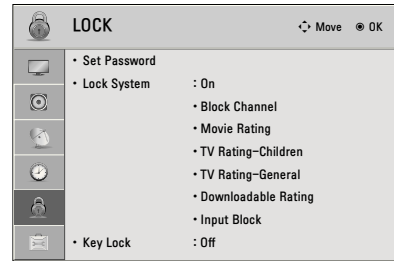 LOCK Move OK
• Set Password
• Lock System : On
• Block Channel
• Movie Rating
• TV Rating-Children
• TV Rating-General
• Downloadable Rating
• Input Block
• Key Lock : Off